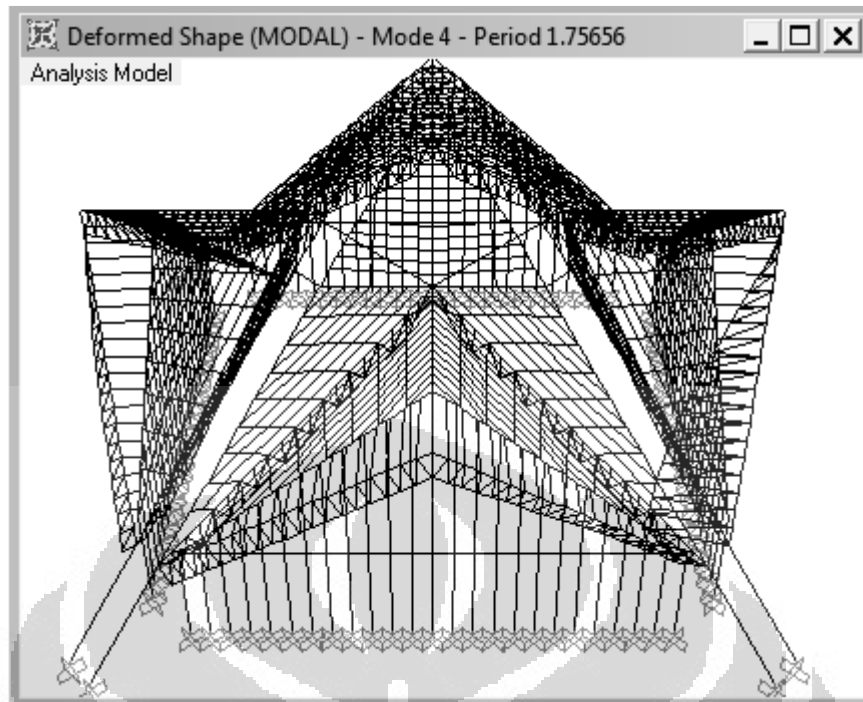 Deformed Shape (MODAL) - Mode 4 - Period 1.75656
Analysis Model